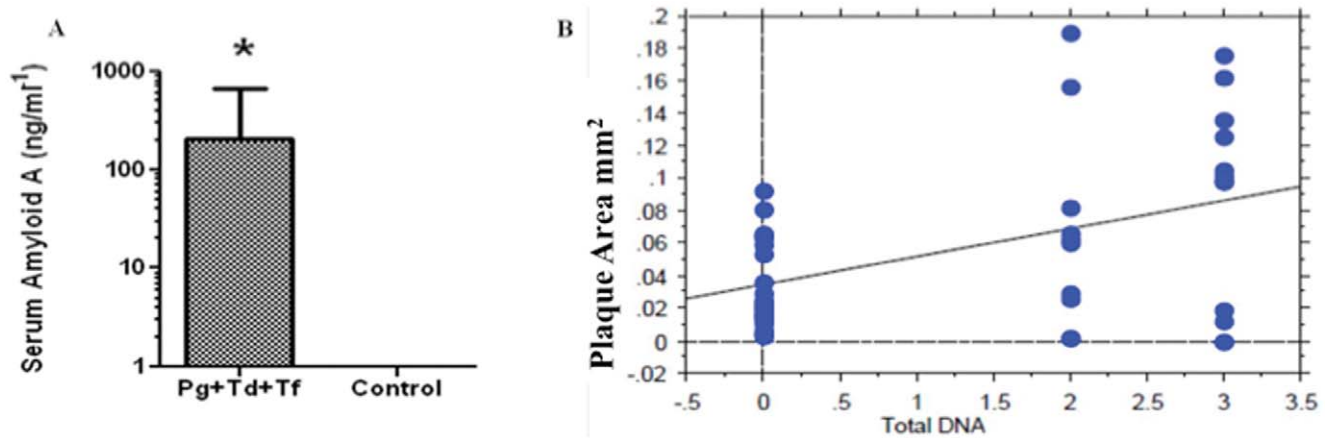 A
*
Serum Amyloid A (ng/ml¹)
1000
100
10
1
Pg+Td+Tf Control
B
Plaque Area mm²
.2
.18
.16
.14
.12
.1
.08
.06
.04
.02
0
-.02
-.5 0 .5 1 1.5 2 2.5 3 3.5
Total DNA